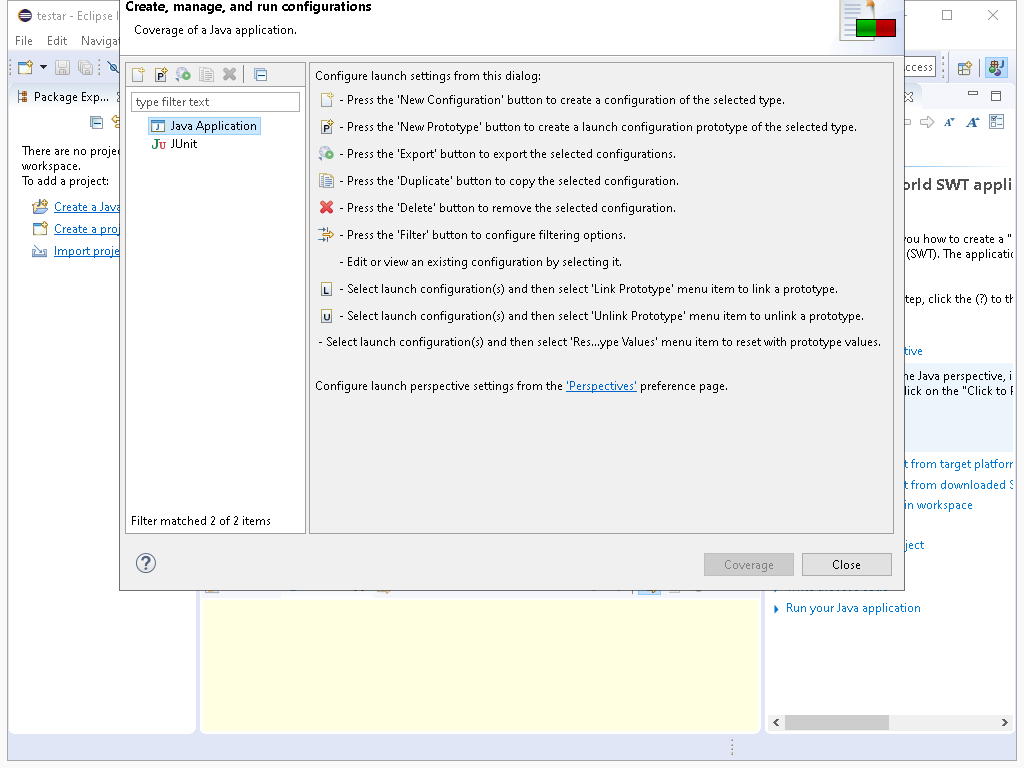 testar - Eclipse I
Create, manage, and run configurations
Coverage of a Java application.
File Edit Navigat
Package Exp...
There are no proje
workspace.
To add a project:
Create a Java
Create a proj
Import proje
type filter text
Java Application
JUnit
Filter matched 2 of 2 items
Configure launch settings from this dialog:
- Press the 'New Configuration' button to create a configuration of the selected type.
- Press the 'New Prototype' button to create a launch configuration prototype of the selected type.
- Press the 'Export' button to export the selected configurations.
- Press the 'Duplicate' button to copy the selected configuration.
- Press the 'Delete' button to remove the selected configuration.
- Press the 'Filter' button to configure filtering options.
- Edit or view an existing configuration by selecting it.
- Select launch configuration(s) and then select 'Link Prototype' menu item to link a prototype.
- Select launch configuration(s) and then select 'Unlink Prototype' menu item to unlink a prototype.
- Select launch configuration(s) and then select 'Res...ype Values' menu item to reset with prototype values.
Configure launch perspective settings from the 'Perspectives' preference page.
Coverage
Close
ccess
orld SWT appli
you how to create a "
(SWT). The applicatio
tep, click the (?) to th
tive
he Java perspective, i
lick on the "Click to P
t from target platforn
t from downloaded S
in workspace
ject
Run your Java application